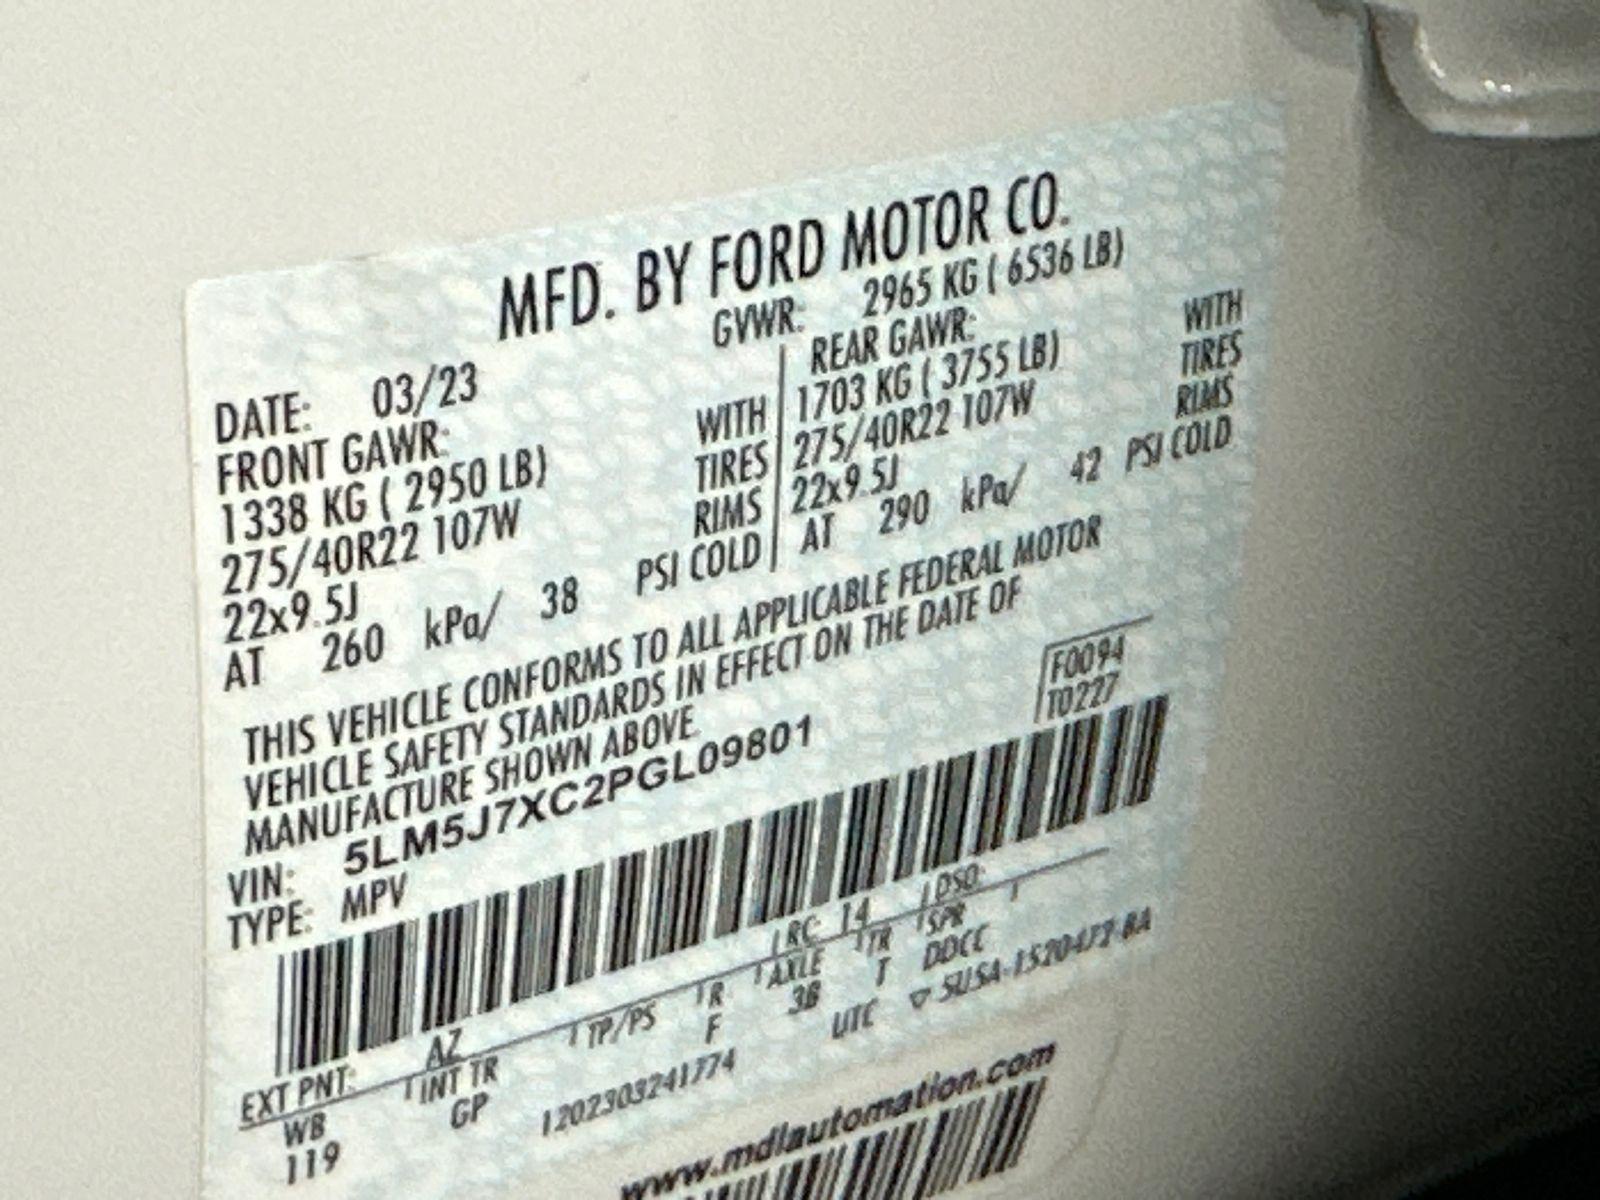 MFD. BY FORD MOTOR CO.
DATE: 03/23
GVWR: 2965 KG ( 6536 LB)
FRONT GAWR:
1338 KG ( 2950 LB) WITH
275/40R22 107W TIRES
22x9.5J RIMS
AT 260 kPa/ 38 PSI COLD
REAR GAWR:
1703 KG ( 3755 LB) WITH
275/40R22 107W TIRES
22x9.5J RIMS
AT 290 kPa/ 42 PSI COLD
THIS VEHICLE CONFORMS TO ALL APPLICABLE FEDERAL MOTOR
VEHICLE SAFETY STANDARDS IN EFFECT ON THE DATE OF
MANUFACTURE SHOWN ABOVE.
F0094
T0227
VIN: 5LM5J7XC2PGL09801
TYPE: MPV
EXT PNT: AZ RC: 14 DSO:
WB INT TR TP/PS R AXLE TR SPR
119 GP F 3B T DDCC
1202303241774 UTC ▽ 5USA-1520472-BA
www.mdlautomation.com